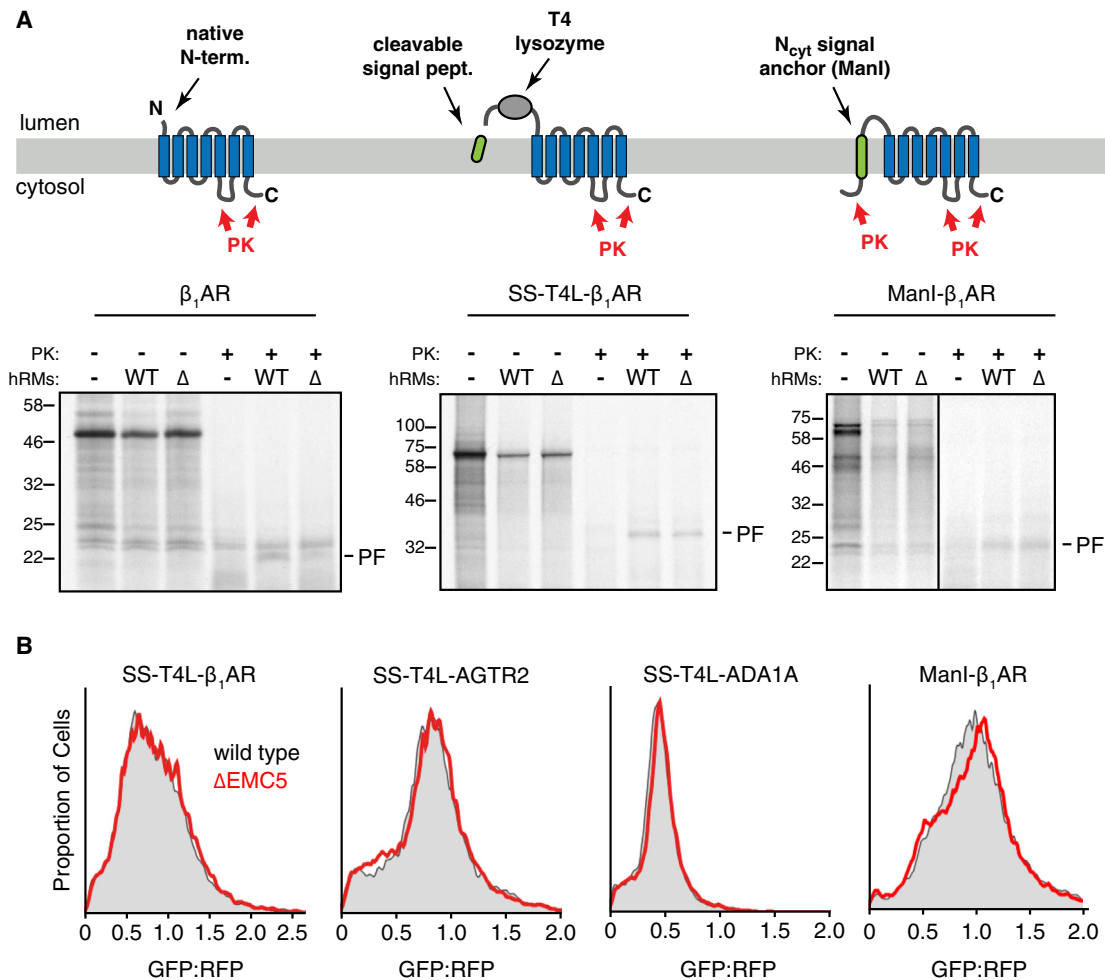 A
native
N-term.
cleavable
signal pept.
T4
lysozyme
N_cyt signal
anchor (ManI)
lumen
cytosol
N
C
C
C
PK
PK
PK
PK
β₁AR
SS-T4L-β₁AR
ManI-β₁AR
PK: - - - + + +
hRMs: - WT Δ - WT Δ
58
46
32
25
22
PF
PK: - - - + + +
hRMs: - WT Δ - WT Δ
100
75
58
46
32
PF
PK: - - - + + +
hRMs: - WT Δ - WT Δ
75
58
46
32
25
22
PF
B
SS-T4L-β₁AR
SS-T4L-AGTR2
SS-T4L-ADA1A
ManI-β₁AR
Proportion of Cells
wild type
ΔEMC5
0 0.5 1.0 1.5 2.0 2.5
0 0.5 1.0 1.5 2.0
0 0.5 1.0 1.5 2.0
0 0.5 1.0 1.5 2.0
GFP:RFP
GFP:RFP
GFP:RFP
GFP:RFP